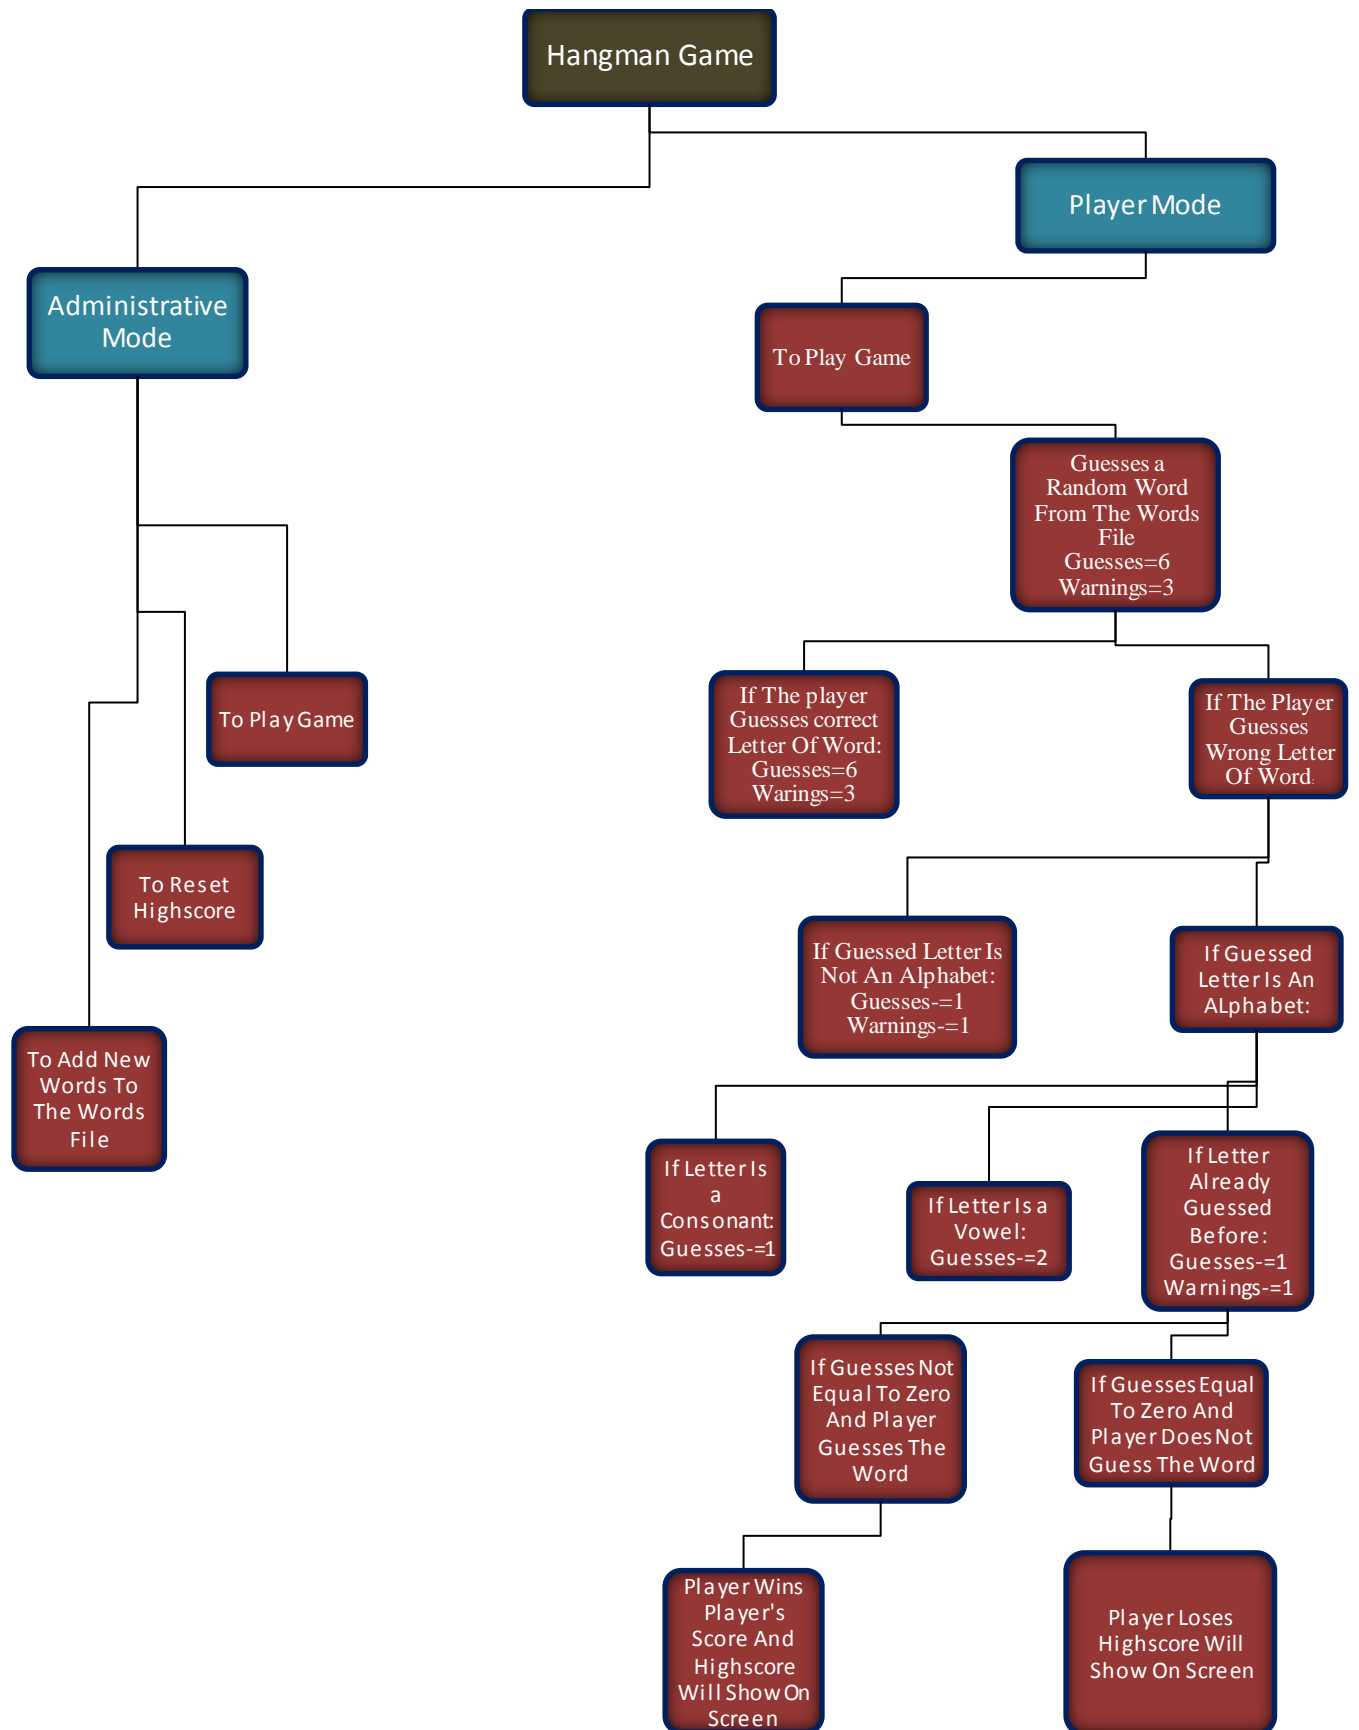 Hangman Game
Player Mode
Administrative
Mode
To Play Game
Guesses a
Random Word
From The Words
File
Guesses=6
Warnings=3
If The player
Guesses correct
Letter Of Word:
Guesses=6
Warings=3
If The Player
Guesses
Wrong Letter
Of Word:
To Play Game
To Reset
Highscore
If Guessed Letter Is
Not An Alphabet:
Guesses-=1
Warnings-=1
If Guessed
Letter Is An
ALphabet:
To Add New
Words To
The Words
File
If Letter Is
a
Consonant:
Guesses-=1
If Letter Is a
Vowel:
Guesses-=2
If Letter
Already
Guessed
Before:
Guesses-=1
Warnings-=1
If Guesses Not
Equal To Zero
And Player
Guesses The
Word
If Guesses Equal
To Zero And
Player Does Not
Guess The Word
Player Wins
Player's
Score And
Highscore
Will Show On
Screen
Player Loses
Highscore Will
Show On Screen